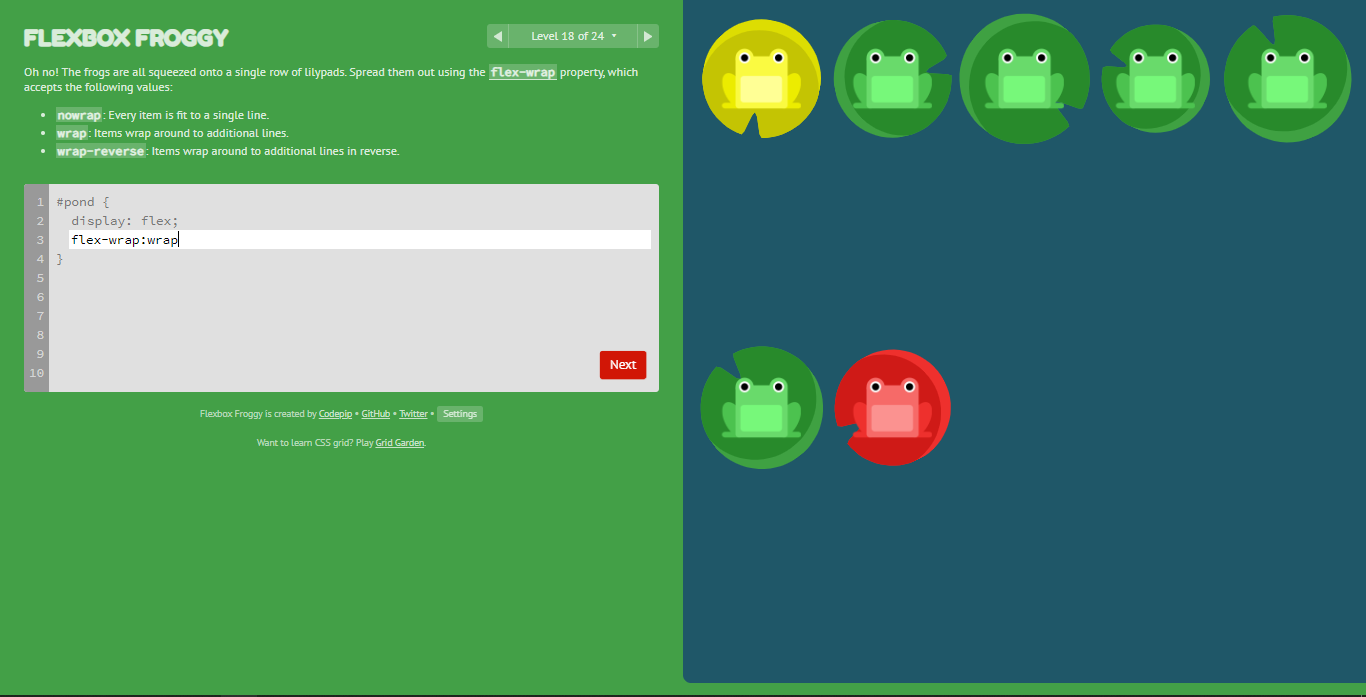 FLEXBOX FROGGY
Level 18 of 24
Oh no! The frogs are all squeezed onto a single row of lilypads. Spread them out using the flex-wrap property, which
accepts the following values:
• nowrap: Every item is fit to a single line.
• wrap: Items wrap around to additional lines.
• wrap-reverse: Items wrap around to additional lines in reverse.
1 #pond {
2 display: flex;
3 flex-wrap:wrap
4 }
5
6
7
8
9
10
Next
Flexbox Froggy is created by Codepip • GitHub • Twitter • Settings
Want to learn CSS grid? Play Grid Garden.